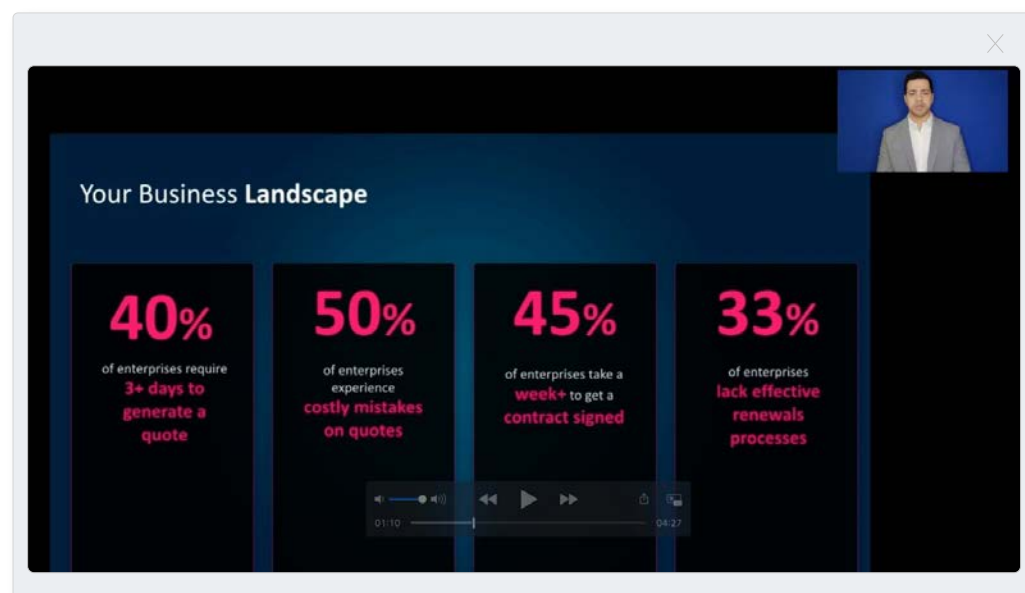 Your Business Landscape
40%
of enterprises require
3+ days to
generate a
quote
50%
of enterprises
experience
costly mistakes
on quotes
45%
of enterprises take a
week+ to get a
contract signed
33%
of enterprises
lack effective
renewals
processes
01:10
04:27